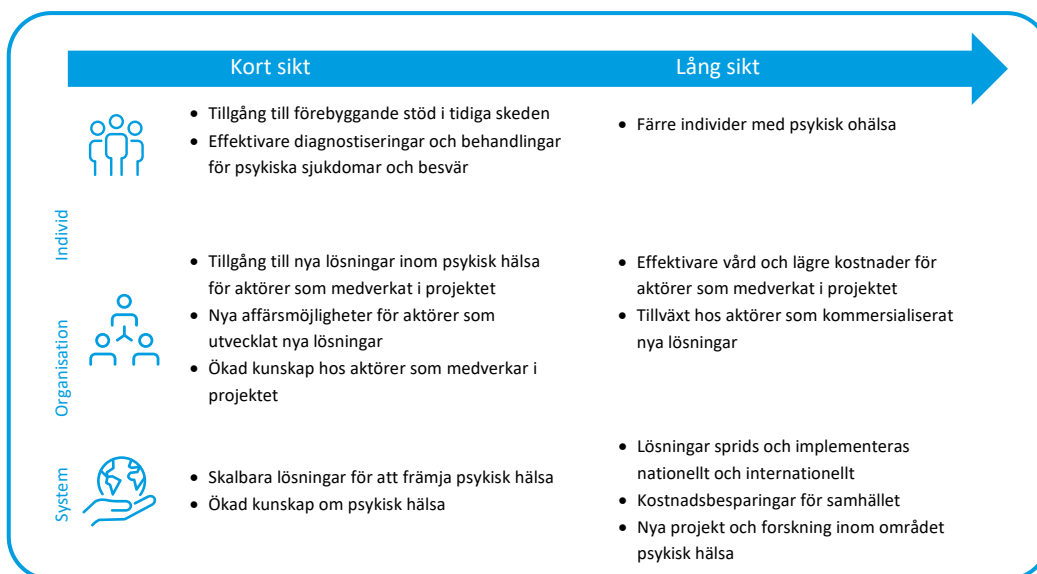 Kort sikt
Lång sikt
Individ
• Tillgång till förebyggande stöd i tidiga skeden
• Effektivare diagnostiseringar och behandlingar
för psykiska sjukdomar och besvär
• Färre individer med psykisk ohälsa
Organisation
• Tillgång till nya lösningar inom psykisk hälsa
för aktörer som medverkat i projektet
• Nya affärsmöjligheter för aktörer som
utvecklat nya lösningar
• Ökad kunskap hos aktörer som medverkar i
projektet
• Effektivare vård och lägre kostnader för
aktörer som medverkat i projektet
• Tillväxt hos aktörer som kommersialiserat
nya lösningar
System
• Skalbara lösningar för att främja psykisk hälsa
• Ökad kunskap om psykisk hälsa
• Lösningar sprids och implementeras
nationellt och internationellt
• Kostnadsbesparingar för samhället
• Nya projekt och forskning inom området
psykisk hälsa